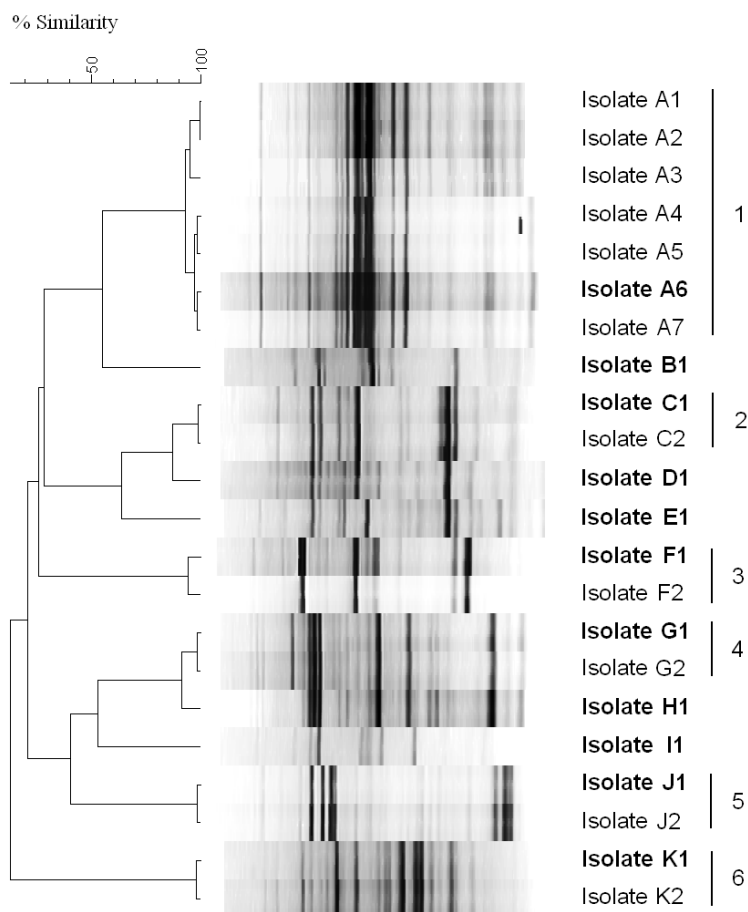 % Similarity
50
100
Isolate A1
Isolate A2
Isolate A3
Isolate A4
1
Isolate A5
Isolate A6
Isolate A7
Isolate B1
Isolate C1
2
Isolate C2
Isolate D1
Isolate E1
Isolate F1
3
Isolate F2
Isolate G1
4
Isolate G2
Isolate H1
Isolate I1
Isolate J1
5
Isolate J2
Isolate K1
6
Isolate K2